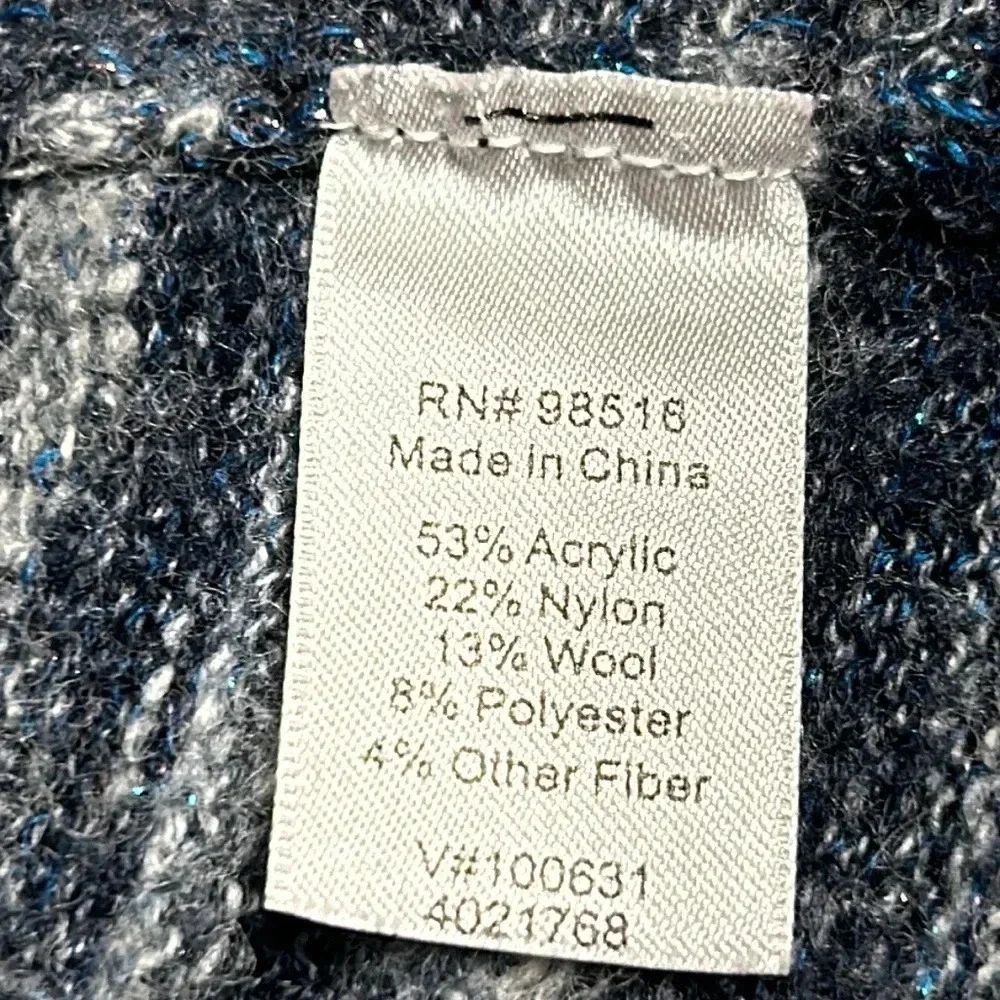 RN# 98516
Made in China
53% Acrylic
22% Nylon
13% Wool
8% Polyester
4% Other Fiber
V#100631
4021768